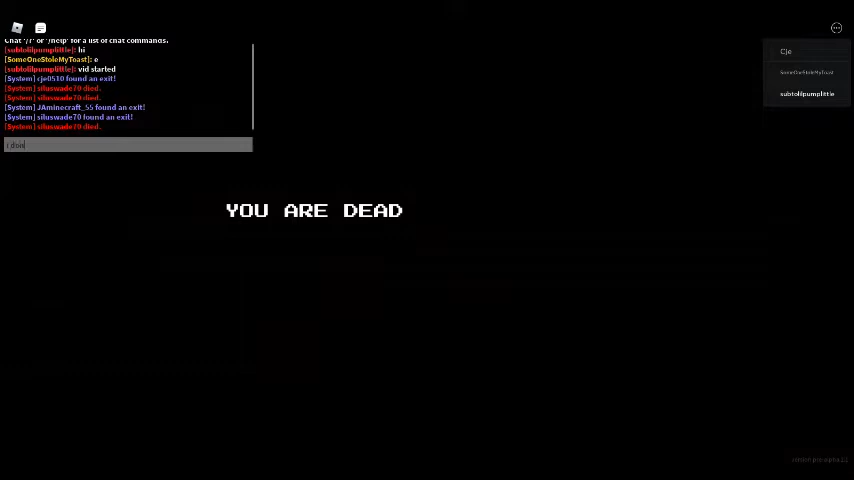 Chat '/?' or '/help' for a list of chat commands.
[subtolilpumplittle]: hi
[SomeOneStoleMyToast]: e
[subtolilpumplittle]: vid started
[System] cje0510 found an exit!
[System] siluswade70 died.
[System] siluswade70 died.
[System] JAminecraft_55 found an exit!
[System] siluswade70 found an exit!
[System] siluswade70 died.
i don
Cje
SomeOneStoleMyToast
subtolilpumplittle
YOU ARE DEAD